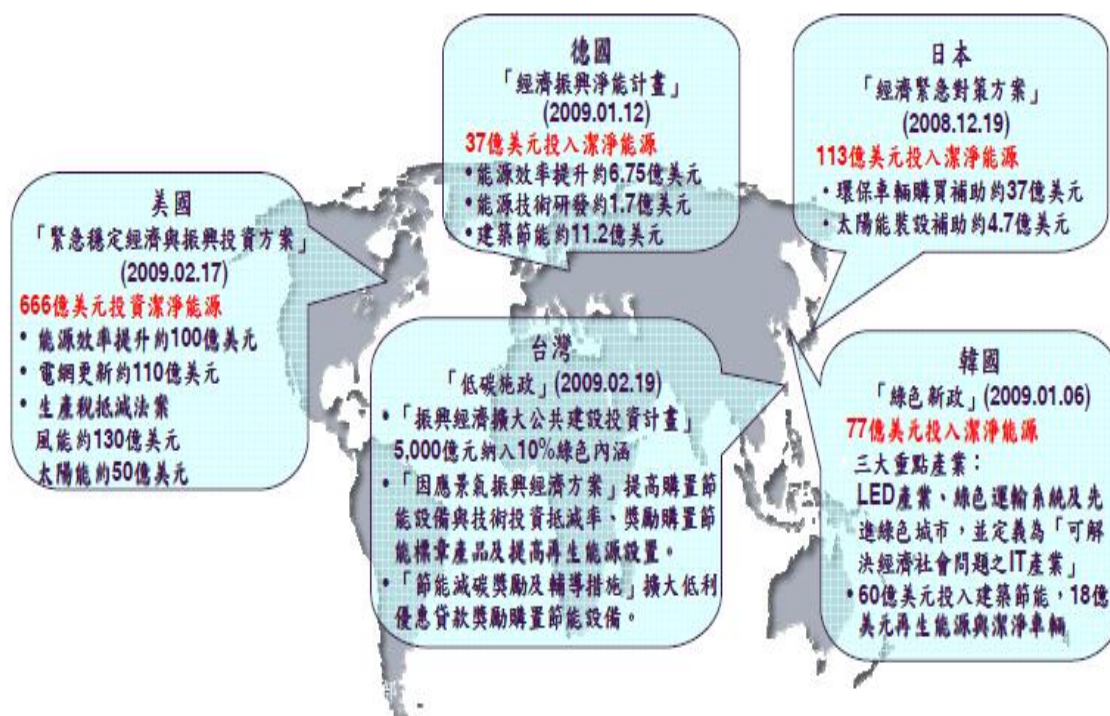 德國
「經濟振興淨能計畫」
(2009.01.12)
37億美元投入潔淨能源
•能源效率提升約6.75億美元
•能源技術研發約1.7億美元
•建築節能約11.2億美元
日本
「經濟緊急對策方案」
(2008.12.19)
113億美元投入潔淨能源
•環保車輛購買補助約37億美元
•太陽能裝設補助約4.7億美元
美國
「緊急穩定經濟與振興投資方案」
(2009.02.17)
666億美元投資潔淨能源
• 能源效率提升約100億美元
• 電網更新約110億美元
• 生產稅抵減法案
風能約130億美元
太陽能約50億美元
台灣
「低碳施政」(2009.02.19)
• 「振興經濟擴大公共建設投資計畫」
5,000億元納入10%綠色內涵
• 「因應景氣振興經濟方案」提高購置節
能設備與技術投資抵減率、獎勵購置節
能標章產品及提高再生能源設置。
• 「節能減碳獎勵及輔導措施」擴大低利
優惠貸款獎勵購置節能設備。
韓國
「綠色新政」(2009.01.06)
77億美元投入潔淨能源
三大重點產業：
LED產業、綠色運輸系統及先
進綠色城市，並定義為「可解
決經濟社會問題之IT產業」
•60億美元投入建築節能，18億
美元再生能源與潔淨車輛